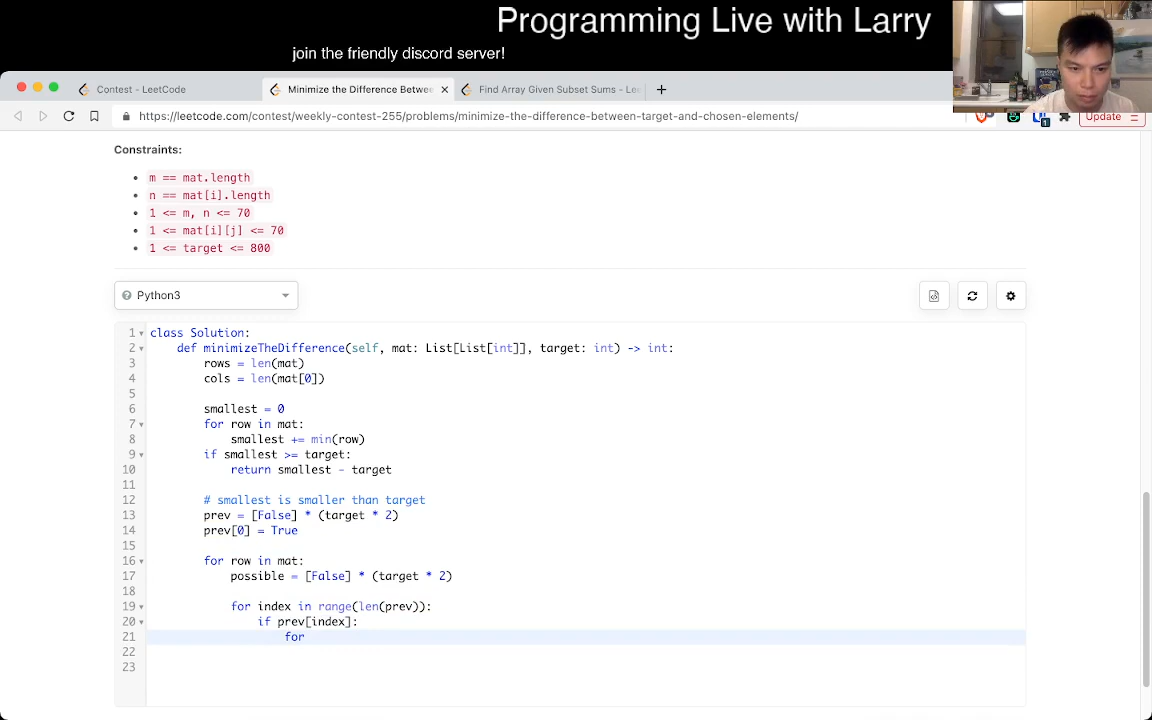 Programming Live with Larry
join the friendly discord server!
Contest - LeetCode
Minimize the Difference Betwee
Find Array Given Subset Sums - Le
https://leetcode.com/contest/weekly-contest-255/problems/minimize-the-difference-between-target-and-chosen-elements/
1
Update
Constraints:
m == mat.length
n == mat[i].length
1 <= m, n <= 70
1 <= mat[i][j] <= 70
1 <= target <= 800
Python3
1 class Solution:
2 def minimizeTheDifference(self, mat: List[List[int]], target: int) -> int:
3 rows = len(mat)
4 cols = len(mat[0])
5
6 smallest = 0
7 for row in mat:
8 smallest += min(row)
9 if smallest >= target:
10 return smallest - target
11
12 # smallest is smaller than target
13 prev = [False] * (target * 2)
14 prev[0] = True
15
16 for row in mat:
17 possible = [False] * (target * 2)
18
19 for index in range(len(prev)):
20 if prev[index]:
21 for
22
23